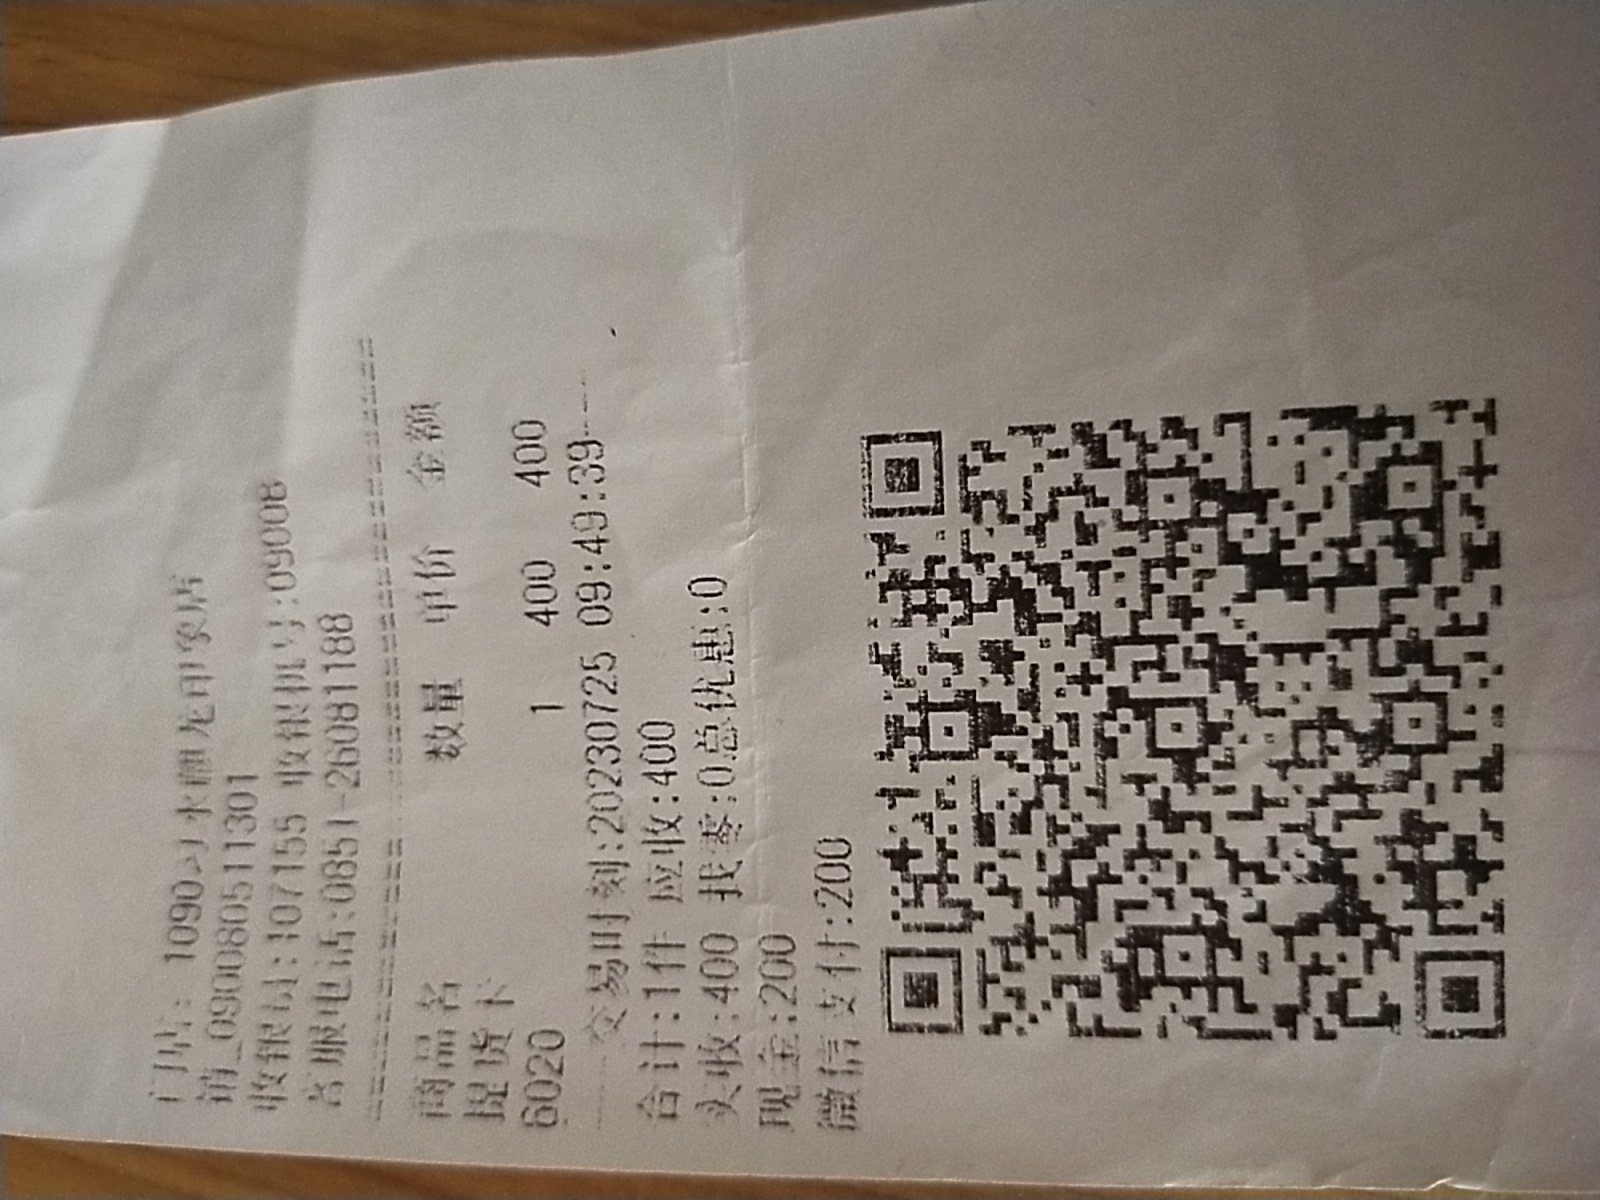 门店: 1090习水麒龙印象店
销_0900880511301
收银员:107155 收银机号:09008
客服电话:0851-26081188
商品名 数量 单价 金额
提货卡
6020 1 400 400
交易时刻:20230725 09:49:39
合计:1件 应收:400
实收:400 找零:0总优惠:0
现金:200
微信支付:200